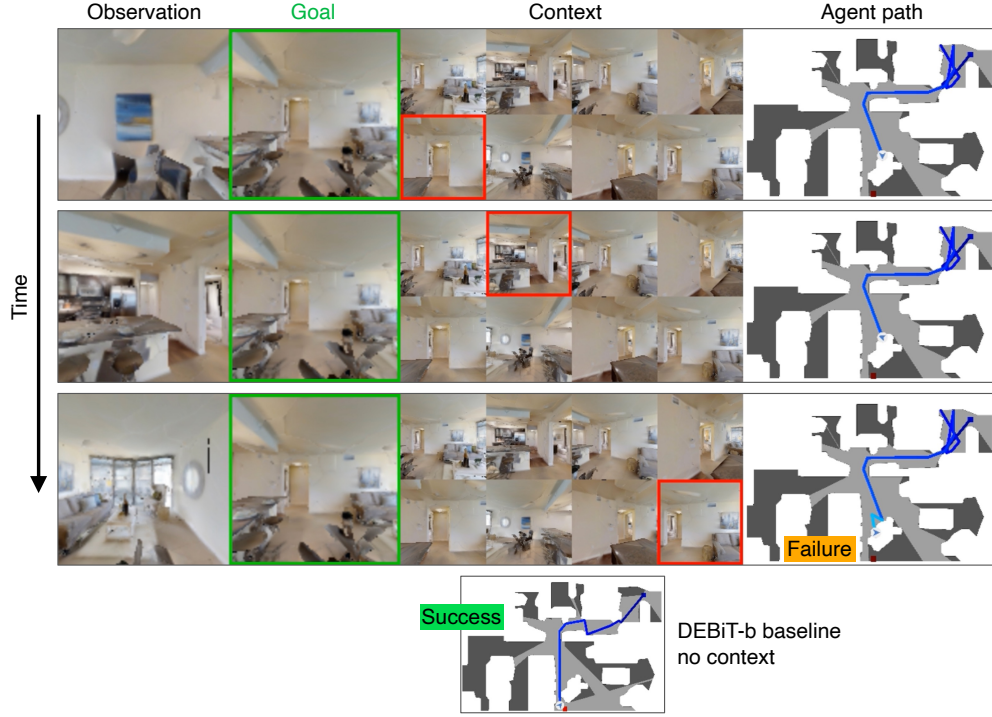 Observation
Goal
Context
Agent path
Time
Failure
Success
DEBiT-b baseline
no context